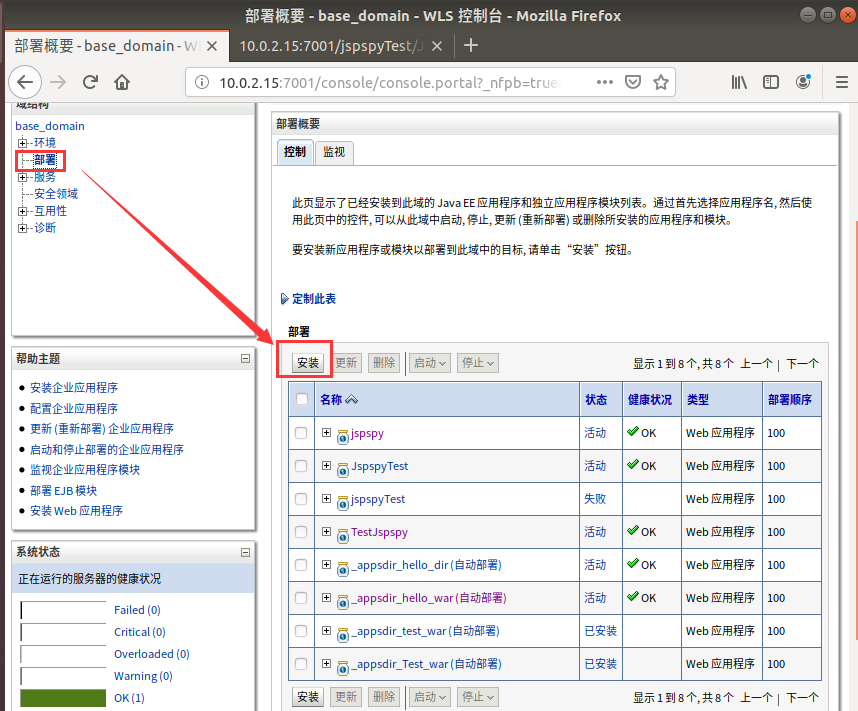 部署概要 - base_domain - WLS 控制台 - Mozilla Firefox
部署概要 - base_domain - W
10.0.2.15:7001/jspspyTest/
10.0.2.15:7001/console/console.portal?_nfpb=true
域结构
base_domain
环境
部署
服务
安全领域
互用性
诊断
帮助主题
安装企业应用程序
配置企业应用程序
更新 (重新部署) 企业应用程序
启动和停止部署的企业应用程序
监视企业应用程序模块
部署 EJB 模块
安装 Web 应用程序
系统状态
正在运行的服务器的健康状况
Failed (0)
Critical (0)
Overloaded (0)
Warning (0)
OK (1)
部署概要
控制 监视
此页显示了已经安装到此域的 Java EE 应用程序和独立应用程序模块列表。通过首先选择应用程序名, 然后使
用此页中的控件, 可以从此域中启动, 停止, 更新 (重新部署) 或删除所安装的应用程序和模块。
要安装新应用程序或模块以部署到此域中的目标, 请单击“安装”按钮。
定制此表
部署
安装 更新 删除 启动 停止 显示 1 到 8 个, 共 8 个 上一个 | 下一个
名称 状态 健康状况 类型 部署顺序
jspspy 活动 OK Web 应用程序 100
JspspyTest 活动 OK Web 应用程序 100
jspspyTest 失败 Web 应用程序 100
TestJspspy 活动 OK Web 应用程序 100
_appsdir_hello_dir (自动部署) 活动 OK Web 应用程序 100
_appsdir_hello_war (自动部署) 活动 OK Web 应用程序 100
_appsdir_test_war (自动部署) 已安装 Web 应用程序 100
_appsdir_Test_war (自动部署) 已安装 Web 应用程序 100
安装 更新 删除 启动 停止 显示 1 到 8 个, 共 8 个 上一个 | 下一个